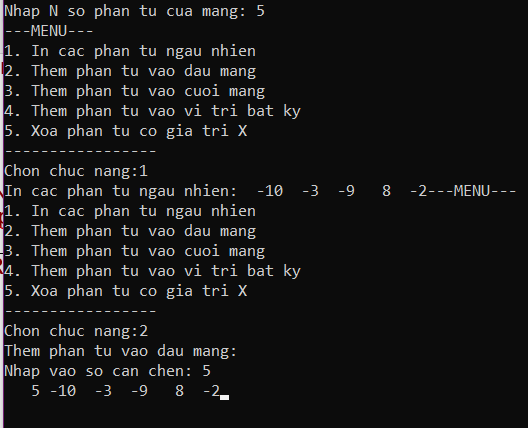 Nhap N so phan tu cua mang: 5
---MENU---
1. In cac phan tu ngau nhien
2. Them phan tu vao dau mang
3. Them phan tu vao cuoi mang
4. Them phan tu vao vi tri bat ky
5. Xoa phan tu co gia tri X
-----------------
Chon chuc nang:1
In cac phan tu ngau nhien:  -10  -3  -9   8  -2---MENU---
1. In cac phan tu ngau nhien
2. Them phan tu vao dau mang
3. Them phan tu vao cuoi mang
4. Them phan tu vao vi tri bat ky
5. Xoa phan tu co gia tri X
-----------------
Chon chuc nang:2
Them phan tu vao dau mang:
Nhap vao so can chen: 5
   5 -10  -3  -9   8  -2